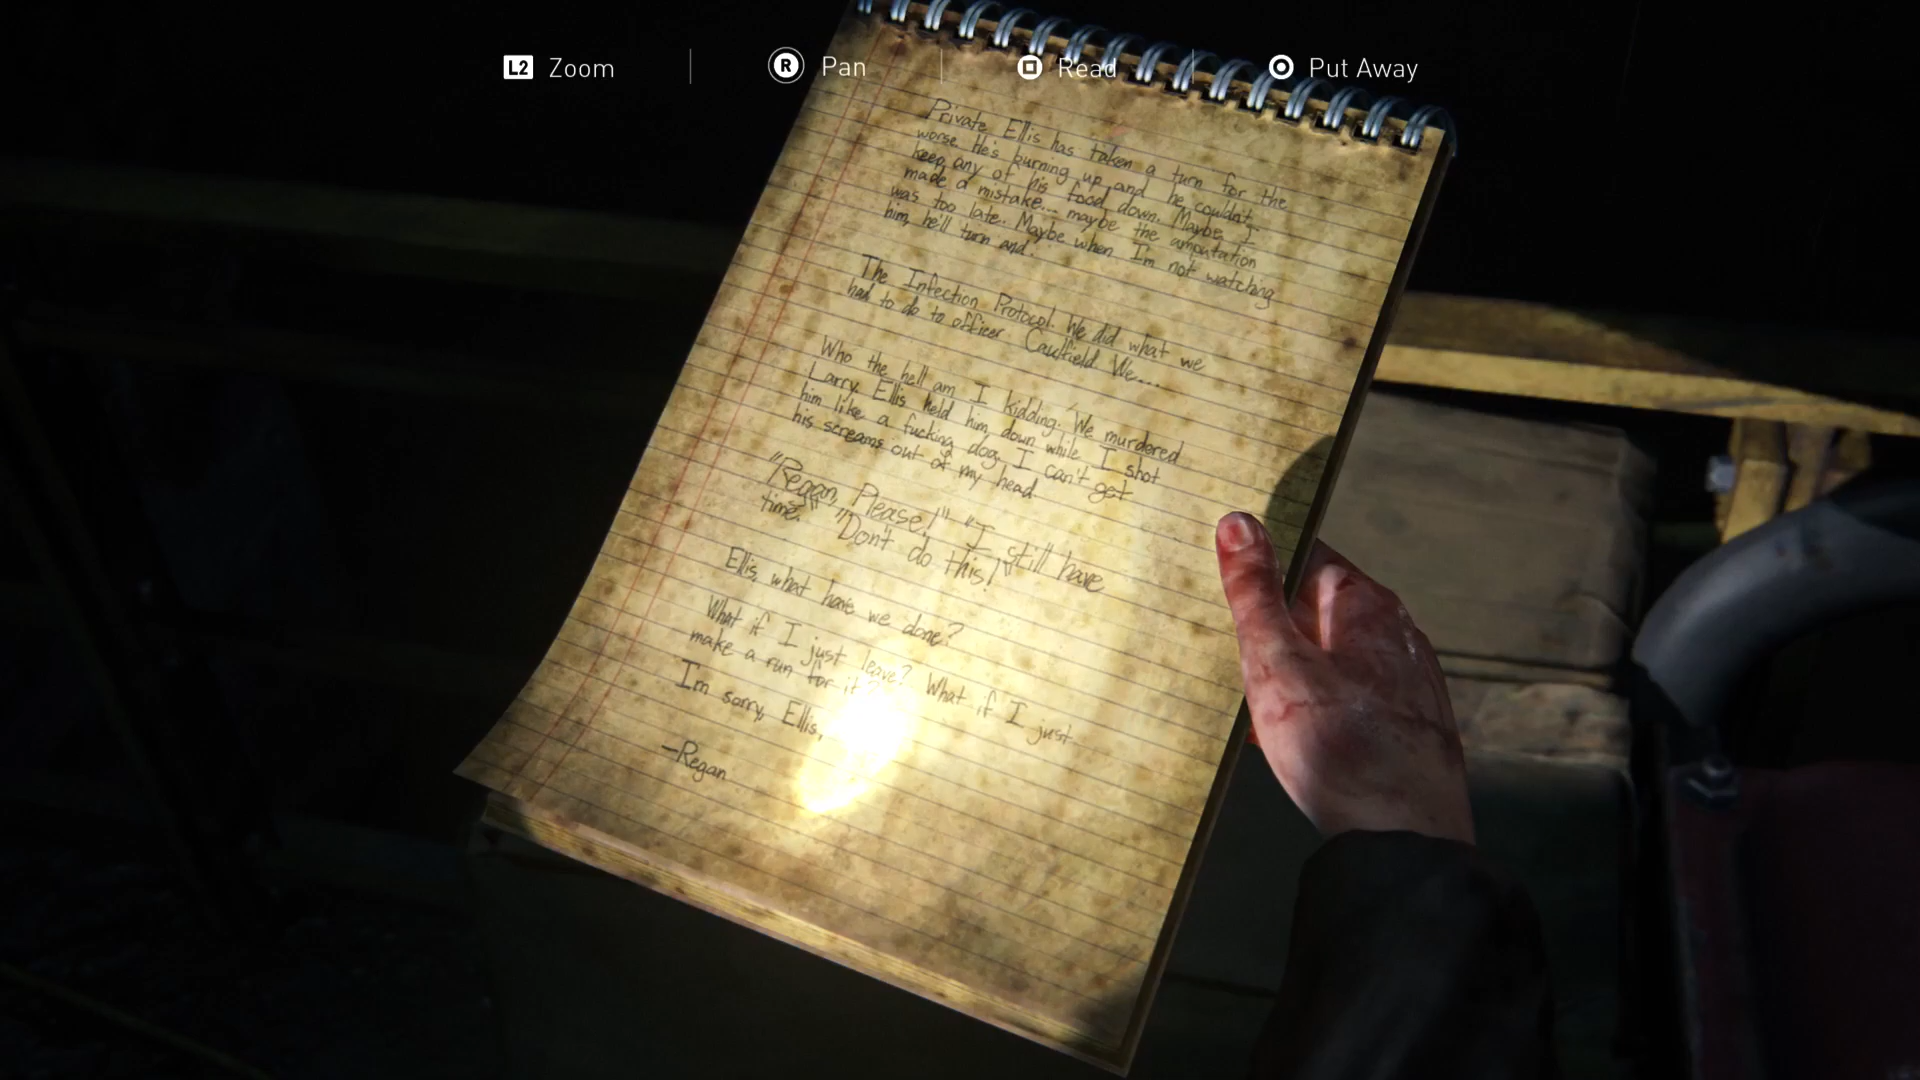 L2 Zoom R Pan Read Put Away
Private Ellis has taken a turn for the
worse. He's burning up and he couldn't
keep any of his food down. Maybe I
made a mistake... maybe the amputation
was too late. Maybe when I'm not watching
him, he'll turn and.
The Infection Protocol. We did what we
had to do to officer Caulfield. We....
Who the hell am I kidding. We murdered
Larry. Ellis held him down while I shot
him like a fucking dog. I can't get
his screams out of my head.
"Regan, Please!" "I still have
time." "Don't do this!"
Ellis, what have we done?
What if I just leave? What if I just
make a run for it?
I'm sorry, Ellis,
-Regan